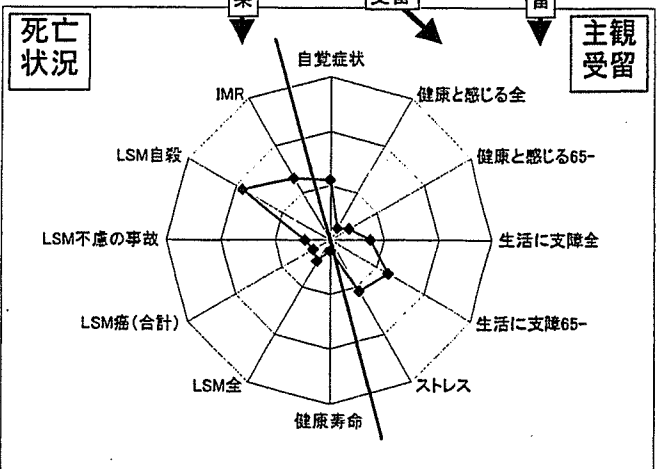 死亡
状況
受留
主観
受留
自覚症状
IMR
健康と感じる全
LSM自殺
健康と感じる65-
LSM不慮の事故
生活に支障全
LSM癌(合計)
生活に支障65-
LSM全
ストレス
健康寿命